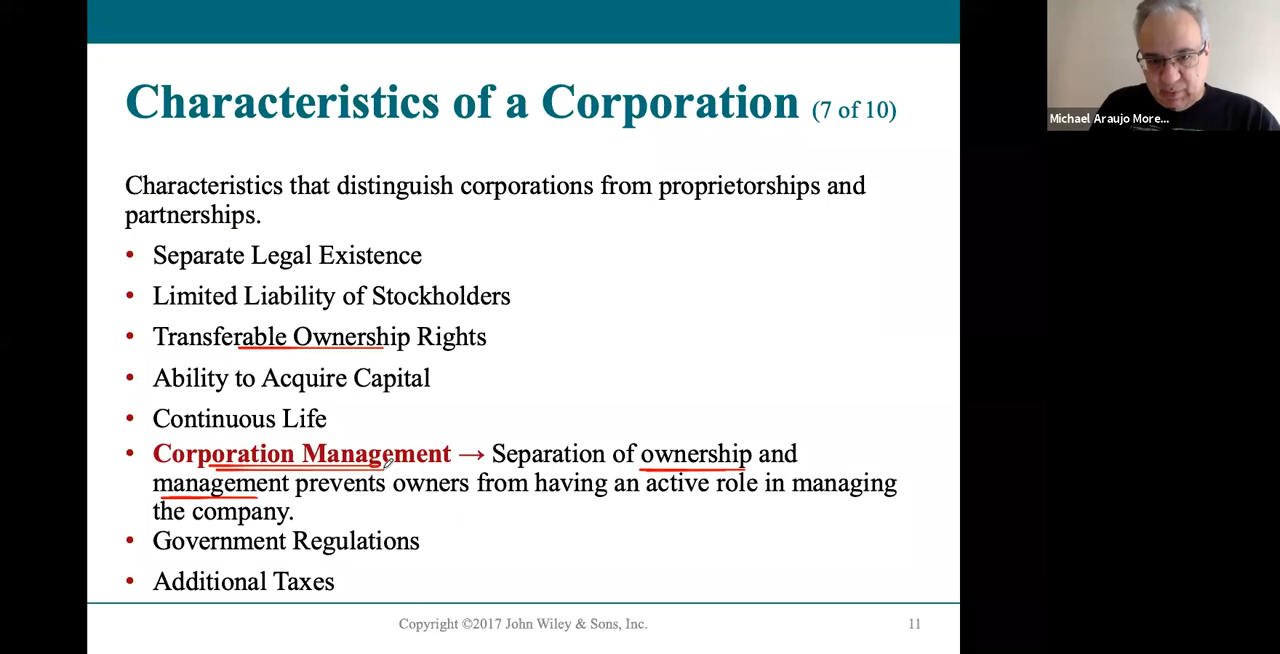 Characteristics of a Corporation (7 of 10)
Michael Araujo More...
Characteristics that distinguish corporations from proprietorships and
partnerships.
• Separate Legal Existence
• Limited Liability of Stockholders
• Transferable Ownership Rights
• Ability to Acquire Capital
• Continuous Life
• Corporation Management → Separation of ownership and
management prevents owners from having an active role in managing
the company.
• Government Regulations
• Additional Taxes
Copyright ©2017 John Wiley & Sons, Inc.
11